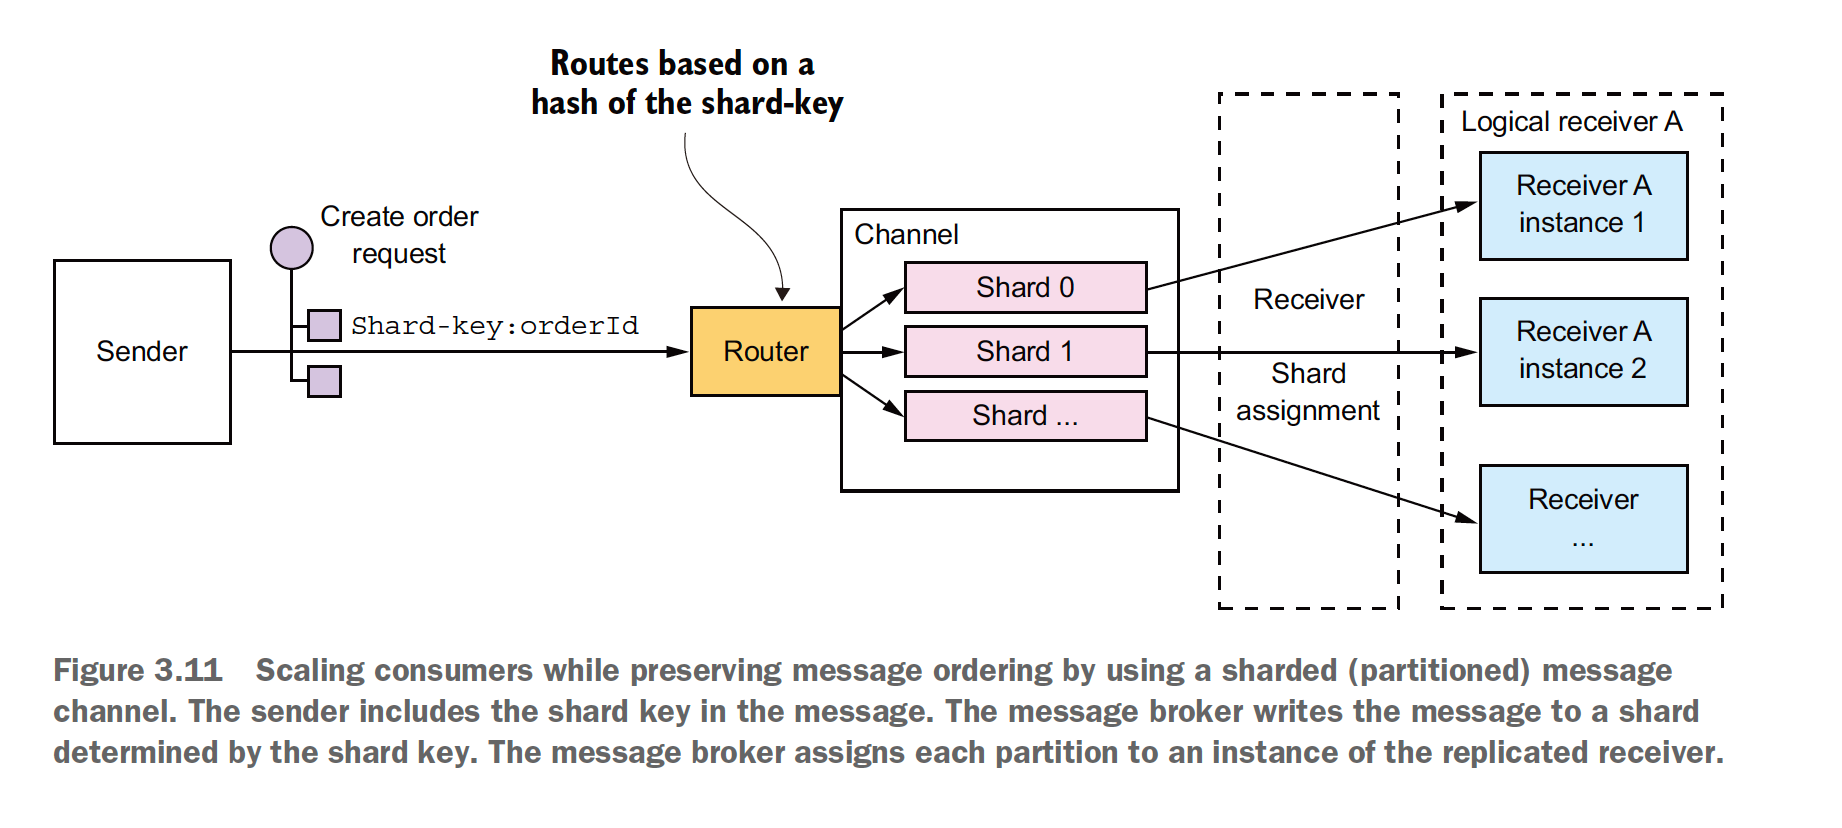 Routes based on a
hash of the shard-key
Create order
request
Sender
Shard-key:orderId
Router
Channel
Shard 0
Shard 1
Shard ...
Receiver
Shard
assignment
Logical receiver A
Receiver A
instance 1
Receiver A
instance 2
Receiver
...
Figure 3.11 Scaling consumers while preserving message ordering by using a sharded (partitioned) message
channel. The sender includes the shard key in the message. The message broker writes the message to a shard
determined by the shard key. The message broker assigns each partition to an instance of the replicated receiver.